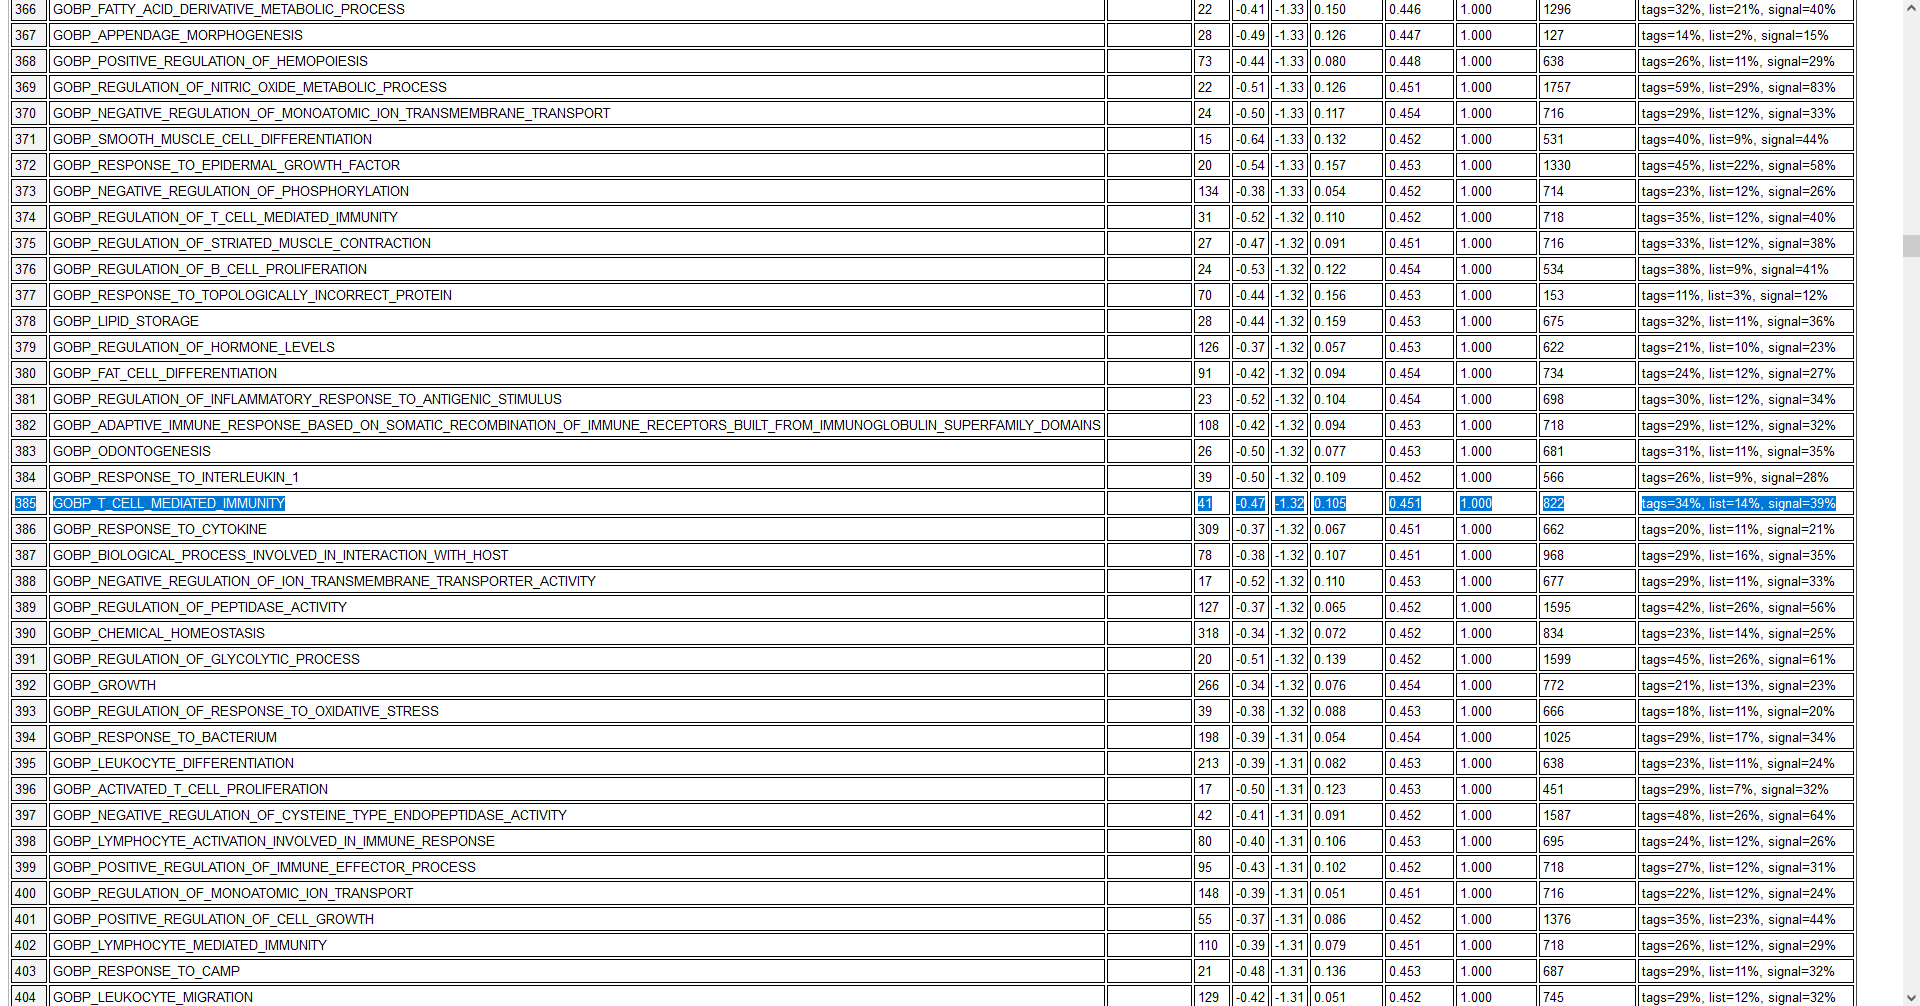 366 GOBP_FATTY_ACID_DERIVATIVE_METABOLIC_PROCESS 22 -0.41 -1.33 0.150 0.446 1.000 1296 tags=32%, list=21%, signal=40%
367 GOBP_APPENDAGE_MORPHOGENESIS 28 -0.49 -1.33 0.126 0.447 1.000 127 tags=14%, list=2%, signal=15%
368 GOBP_POSITIVE_REGULATION_OF_HEMOPOIESIS 73 -0.44 -1.33 0.080 0.448 1.000 638 tags=26%, list=11%, signal=29%
369 GOBP_REGULATION_OF_NITRIC_OXIDE_METABOLIC_PROCESS 22 -0.51 -1.33 0.126 0.451 1.000 1757 tags=59%, list=29%, signal=83%
370 GOBP_NEGATIVE_REGULATION_OF_MONOATOMIC_ION_TRANSMEMBRANE_TRANSPORT 24 -0.50 -1.33 0.117 0.454 1.000 716 tags=29%, list=12%, signal=33%
371 GOBP_SMOOTH_MUSCLE_CELL_DIFFERENTIATION 15 -0.64 -1.33 0.132 0.452 1.000 531 tags=40%, list=9%, signal=44%
372 GOBP_RESPONSE_TO_EPIDERMAL_GROWTH_FACTOR 20 -0.54 -1.33 0.157 0.453 1.000 1330 tags=45%, list=22%, signal=58%
373 GOBP_NEGATIVE_REGULATION_OF_PHOSPHORYLATION 134 -0.38 -1.33 0.054 0.452 1.000 714 tags=23%, list=12%, signal=26%
374 GOBP_REGULATION_OF_T_CELL_MEDIATED_IMMUNITY 31 -0.52 -1.32 0.110 0.452 1.000 718 tags=35%, list=12%, signal=40%
375 GOBP_REGULATION_OF_STRIATED_MUSCLE_CONTRACTION 27 -0.47 -1.32 0.091 0.451 1.000 716 tags=33%, list=12%, signal=38%
376 GOBP_REGULATION_OF_B_CELL_PROLIFERATION 24 -0.53 -1.32 0.122 0.454 1.000 534 tags=38%, list=9%, signal=41%
377 GOBP_RESPONSE_TO_TOPOLOGICALLY_INCORRECT_PROTEIN 70 -0.44 -1.32 0.156 0.453 1.000 153 tags=11%, list=3%, signal=12%
378 GOBP_LIPID_STORAGE 28 -0.44 -1.32 0.159 0.453 1.000 675 tags=32%, list=11%, signal=36%
379 GOBP_REGULATION_OF_HORMONE_LEVELS 126 -0.37 -1.32 0.057 0.453 1.000 622 tags=21%, list=10%, signal=23%
380 GOBP_FAT_CELL_DIFFERENTIATION 91 -0.42 -1.32 0.094 0.454 1.000 734 tags=24%, list=12%, signal=27%
381 GOBP_REGULATION_OF_INFLAMMATORY_RESPONSE_TO_ANTIGENIC_STIMULUS 23 -0.52 -1.32 0.104 0.454 1.000 698 tags=30%, list=12%, signal=34%
382 GOBP_ADAPTIVE_IMMUNE_RESPONSE_BASED_ON_SOMATIC_RECOMBINATION_OF_IMMUNE_RECEPTORS_BUILT_FROM_IMMUNOGLOBULIN_SUPERFAMILY_DOMAINS 108 -0.42 -1.32 0.094 0.453 1.000 718 tags=29%, list=12%, signal=32%
383 GOBP_ODONTOGENESIS 26 -0.50 -1.32 0.077 0.453 1.000 681 tags=31%, list=11%, signal=35%
384 GOBP_RESPONSE_TO_INTERLEUKIN_1 39 -0.50 -1.32 0.109 0.452 1.000 566 tags=26%, list=9%, signal=28%
385 GOBP_T_CELL_MEDIATED_IMMUNITY 41 -0.47 -1.32 0.105 0.451 1.000 822 tags=34%, list=14%, signal=39%
386 GOBP_RESPONSE_TO_CYTOKINE 309 -0.37 -1.32 0.067 0.451 1.000 662 tags=20%, list=11%, signal=21%
387 GOBP_BIOLOGICAL_PROCESS_INVOLVED_IN_INTERACTION_WITH_HOST 78 -0.38 -1.32 0.107 0.451 1.000 968 tags=29%, list=16%, signal=35%
388 GOBP_NEGATIVE_REGULATION_OF_ION_TRANSMEMBRANE_TRANSPORTER_ACTIVITY 17 -0.52 -1.32 0.110 0.453 1.000 677 tags=29%, list=11%, signal=33%
389 GOBP_REGULATION_OF_PEPTIDASE_ACTIVITY 127 -0.37 -1.32 0.065 0.452 1.000 1595 tags=42%, list=26%, signal=56%
390 GOBP_CHEMICAL_HOMEOSTASIS 318 -0.34 -1.32 0.072 0.452 1.000 834 tags=23%, list=14%, signal=25%
391 GOBP_REGULATION_OF_GLYCOLYTIC_PROCESS 20 -0.51 -1.32 0.139 0.452 1.000 1599 tags=45%, list=26%, signal=61%
392 GOBP_GROWTH 266 -0.34 -1.32 0.076 0.454 1.000 772 tags=21%, list=13%, signal=23%
393 GOBP_REGULATION_OF_RESPONSE_TO_OXIDATIVE_STRESS 39 -0.38 -1.32 0.088 0.453 1.000 666 tags=18%, list=11%, signal=20%
394 GOBP_RESPONSE_TO_BACTERIUM 198 -0.39 -1.31 0.054 0.454 1.000 1025 tags=29%, list=17%, signal=34%
395 GOBP_LEUKOCYTE_DIFFERENTIATION 213 -0.39 -1.31 0.082 0.453 1.000 638 tags=23%, list=11%, signal=24%
396 GOBP_ACTIVATED_T_CELL_PROLIFERATION 17 -0.50 -1.31 0.123 0.453 1.000 451 tags=29%, list=7%, signal=32%
397 GOBP_NEGATIVE_REGULATION_OF_CYSTEINE_TYPE_ENDOPEPTIDASE_ACTIVITY 42 -0.41 -1.31 0.091 0.452 1.000 1587 tags=48%, list=26%, signal=64%
398 GOBP_LYMPHOCYTE_ACTIVATION_INVOLVED_IN_IMMUNE_RESPONSE 80 -0.40 -1.31 0.106 0.453 1.000 695 tags=24%, list=12%, signal=26%
399 GOBP_POSITIVE_REGULATION_OF_IMMUNE_EFFECTOR_PROCESS 95 -0.43 -1.31 0.102 0.452 1.000 718 tags=27%, list=12%, signal=31%
400 GOBP_REGULATION_OF_MONOATOMIC_ION_TRANSPORT 148 -0.39 -1.31 0.051 0.451 1.000 716 tags=22%, list=12%, signal=24%
401 GOBP_POSITIVE_REGULATION_OF_CELL_GROWTH 55 -0.37 -1.31 0.086 0.452 1.000 1376 tags=35%, list=23%, signal=44%
402 GOBP_LYMPHOCYTE_MEDIATED_IMMUNITY 110 -0.39 -1.31 0.079 0.451 1.000 718 tags=26%, list=12%, signal=29%
403 GOBP_RESPONSE_TO_CAMP 21 -0.48 -1.31 0.136 0.453 1.000 687 tags=29%, list=11%, signal=32%
404 GOBP_LEUKOCYTE_MIGRATION 129 -0.42 -1.31 0.051 0.452 1.000 745 tags=29%, list=12%, signal=32%